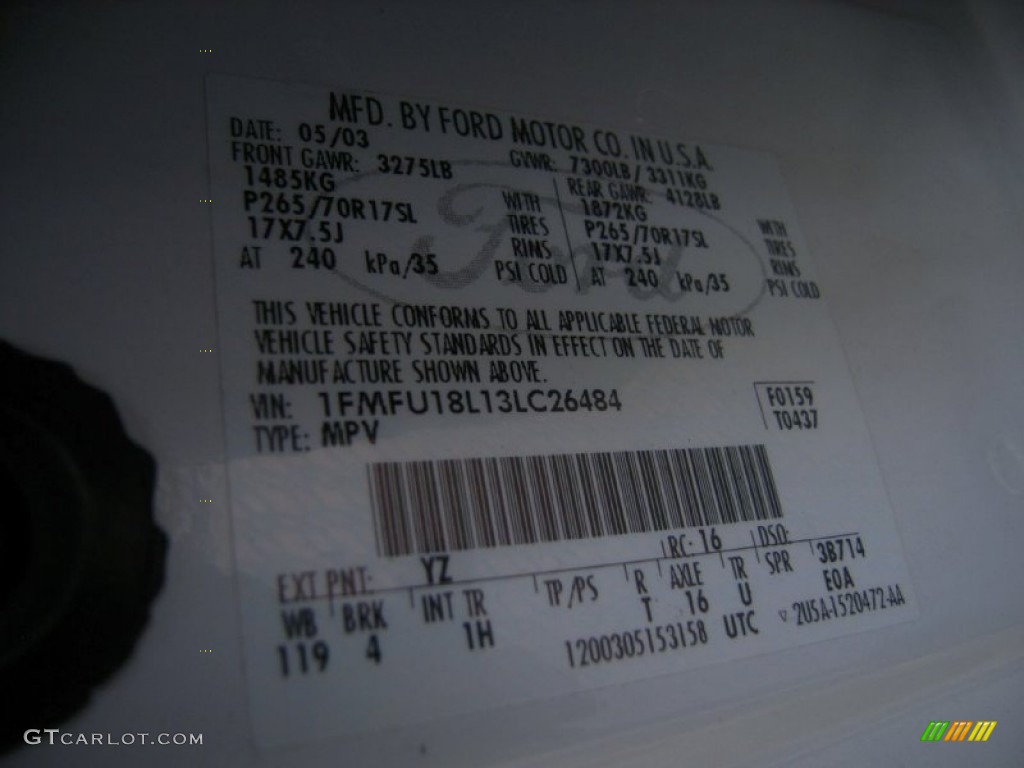 MFD. BY FORD MOTOR CO. IN U.S.A.
DATE: 05/03 GVWR: 7300LB / 3311KG
FRONT GAWR: 3275LB REAR GAWR: 4128LB
1485KG WITH 1872KG WITH
P265/70R17SL TIRES P265/70R17SL TIRES
17X7.5J RIMS 17X7.5J RIMS
AT 240 kPa/35 PSI COLD AT 240 kPa/35 PSI COLD
Ford
THIS VEHICLE CONFORMS TO ALL APPLICABLE FEDERAL MOTOR
VEHICLE SAFETY STANDARDS IN EFFECT ON THE DATE OF
MANUFACTURE SHOWN ABOVE.
VIN: 1FMFU18L13LC26484 F0159
TYPE: MPV T0437
EXT PNT: YZ RC: 16 DSO:
WB BRK INT TR TP/PS R AXLE TR SPR 3B714
119 4 1H T 16 U E0A
1200305153158 UTC ▽ 2U5A-1520472-AA
GTCARLOT.COM